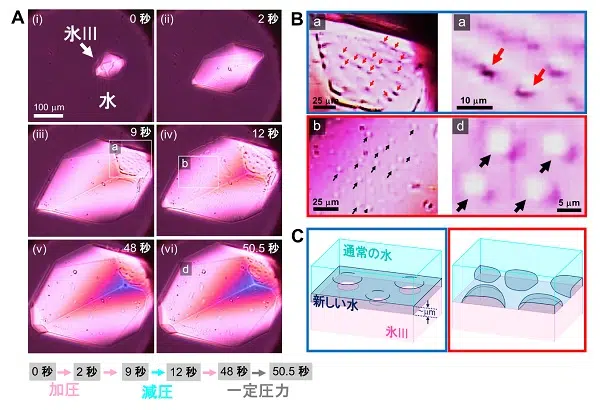 A
(i)
0 秒
氷III
水
100 μm
(ii)
2 秒
(iii)
9 秒
a
(iv)
12 秒
b
(v)
48 秒
(vi)
50.5 秒
d
0 秒 2 秒 9 秒 12 秒 48 秒 50.5 秒
加圧 減圧 一定圧力
B
a
25 μm
a
10 μm
b
25 μm
d
5 μm
C
通常の水
新しい水
~μm
氷III